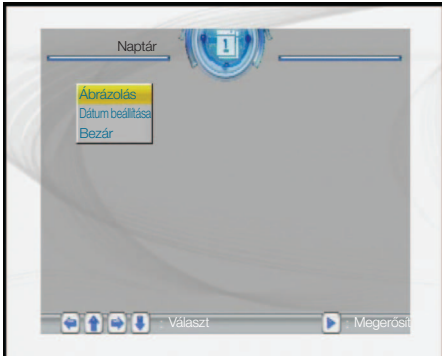 Naptár
1
Ábrázolás
Dátum beállítása
Bezár
: Választ
: Megerősít